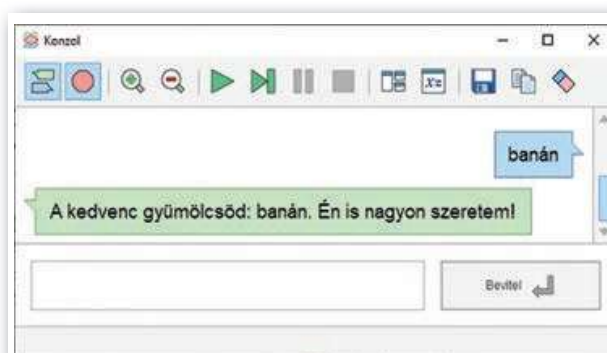 Konzol
x=
banán
A kedvenc gyümölcsöd: banán. Én is nagyon szeretem!
Bevitel